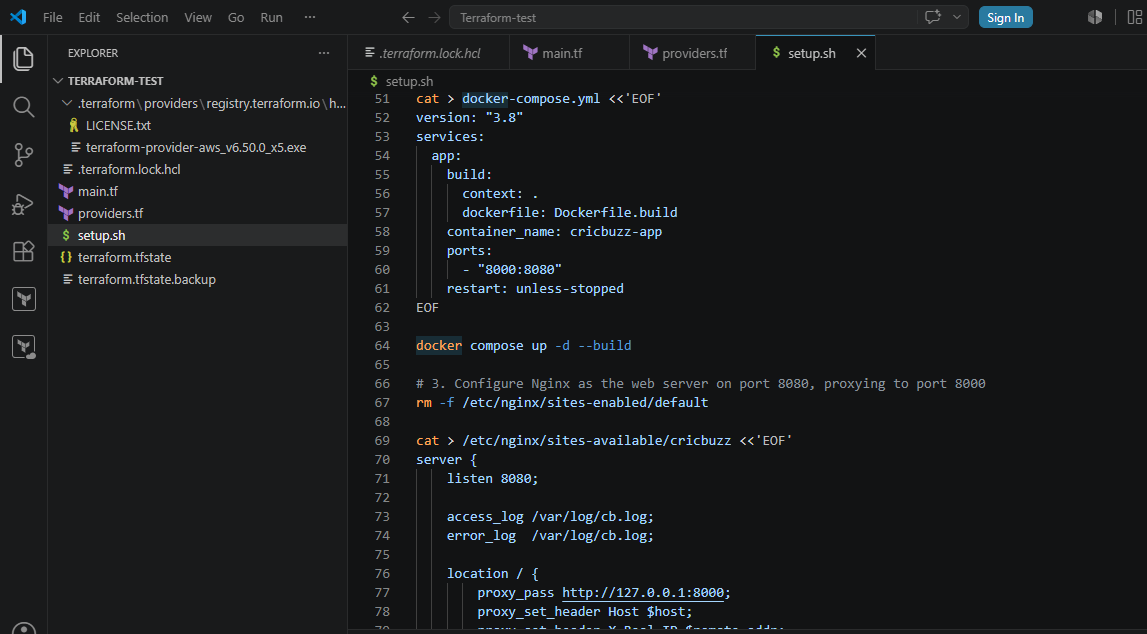 File Edit Selection View Go Run ···
Terraform-test
Sign In
EXPLORER ···
TERRAFORM-TEST
.terraform\providers\registry.terraform.io\h...
LICENSE.txt
terraform-provider-aws_v6.50.0_x5.exe
.terraform.lock.hcl
main.tf
providers.tf
setup.sh
terraform.tfstate
terraform.tfstate.backup
.terraform.lock.hcl main.tf providers.tf $ setup.sh
$ setup.sh
51 cat > docker-compose.yml <<'EOF'
52 version: "3.8"
53 services:
54   app:
55     build:
56       context: .
57       dockerfile: Dockerfile.build
58     container_name: cricbuzz-app
59     ports:
60       - "8000:8080"
61     restart: unless-stopped
62 EOF
63
64 docker compose up -d --build
65
66 # 3. Configure Nginx as the web server on port 8080, proxying to port 8000
67 rm -f /etc/nginx/sites-enabled/default
68
69 cat > /etc/nginx/sites-available/cricbuzz <<'EOF'
70 server {
71     listen 8080;
72
73     access_log /var/log/cb.log;
74     error_log  /var/log/cb.log;
75
76     location / {
77         proxy_pass http://127.0.0.1:8000;
78         proxy_set_header Host $host;
79         proxy_set_header X-Real-IP $remote_addr;